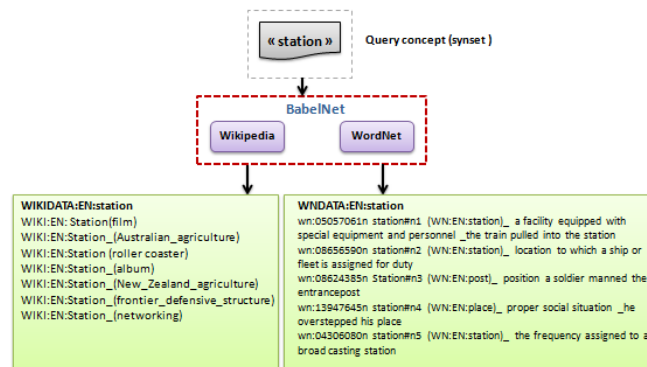 « station »
Query concept (synset )
BabelNet
Wikipedia
WordNet
WIKIDATA:EN:station
WIKI:EN: Station(film)
WIKI:EN:Station_(Australian_agriculture)
WIKI:EN:Station (roller coaster)
WIKI:EN:Station_(album)
WIKI:EN:Station_(New_Zealand_agriculture)
WIKI:EN:Station_(frontier_defensive_structure)
WIKI:EN:Station_(networking)
WNDATA:EN:station
wn:05057061n station#n1 (WN:EN:station)_ a facility equipped with
special equipment and personnel _the train pulled into the station
wn:08656590n station#n2 (WN:EN:station)_ location to which a ship or
fleet is assigned for duty
wn:08624385n Station#n3 (WN:EN:post)_ position a soldier manned the
entrancepost
wn:13947645n station#n4 (WN:EN:place)_ proper social situation _he
overstepped his place
wn:04306080n station#n5 (WN:EN:station)_ the frequency assigned to a
broad casting station